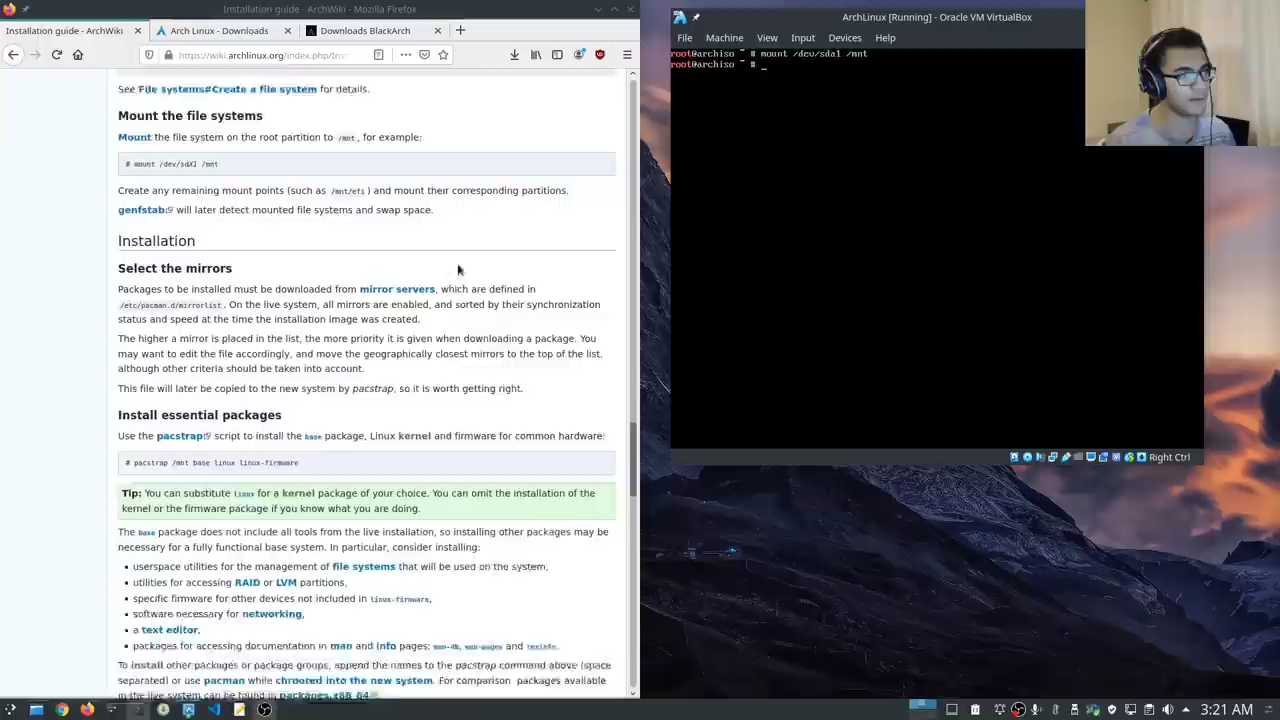 Installation guide - ArchWiki — Mozilla Firefox
Installation guide - ArchWiki
Arch Linux - Downloads
Downloads BlackArch
https://wiki.archlinux.org/index.php/Ins
See File systems#Create a file system for details.
Mount the file systems
Mount the file system on the root partition to /mnt, for example:
# mount /dev/sdX1 /mnt
Create any remaining mount points (such as /mnt/efi) and mount their corresponding partitions.
genfstab will later detect mounted file systems and swap space.
Installation
Select the mirrors
Packages to be installed must be downloaded from mirror servers, which are defined in
/etc/pacman.d/mirrorlist. On the live system, all mirrors are enabled, and sorted by their synchronization
status and speed at the time the installation image was created.
The higher a mirror is placed in the list, the more priority it is given when downloading a package. You
may want to edit the file accordingly, and move the geographically closest mirrors to the top of the list,
although other criteria should be taken into account.
This file will later be copied to the new system by pacstrap, so it is worth getting right.
Install essential packages
Use the pacstrap script to install the base package, Linux kernel and firmware for common hardware:
# pacstrap /mnt base linux linux-firmware
Tip: You can substitute linux for a kernel package of your choice. You can omit the installation of the
kernel or the firmware package if you know what you are doing.
The base package does not include all tools from the live installation, so installing other packages may be
necessary for a fully functional base system. In particular, consider installing:
userspace utilities for the management of file systems that will be used on the system,
utilities for accessing RAID or LVM partitions,
specific firmware for other devices not included in linux-firmware,
software necessary for networking,
a text editor,
packages for accessing documentation in man and info pages: man-db, man-pages and texinfo.
To install other packages or package groups, append the names to the pacstrap command above (space
separated) or use pacman while chrooted into the new system. For comparison, packages available
in the live system can be found in packages.x86_64.
ArchLinux [Running] - Oracle VM VirtualBox
File Machine View Input Devices Help
root@archiso ~ # mount /dev/sda1 /mnt
root@archiso ~ # _
Right Ctrl
3:21 AM